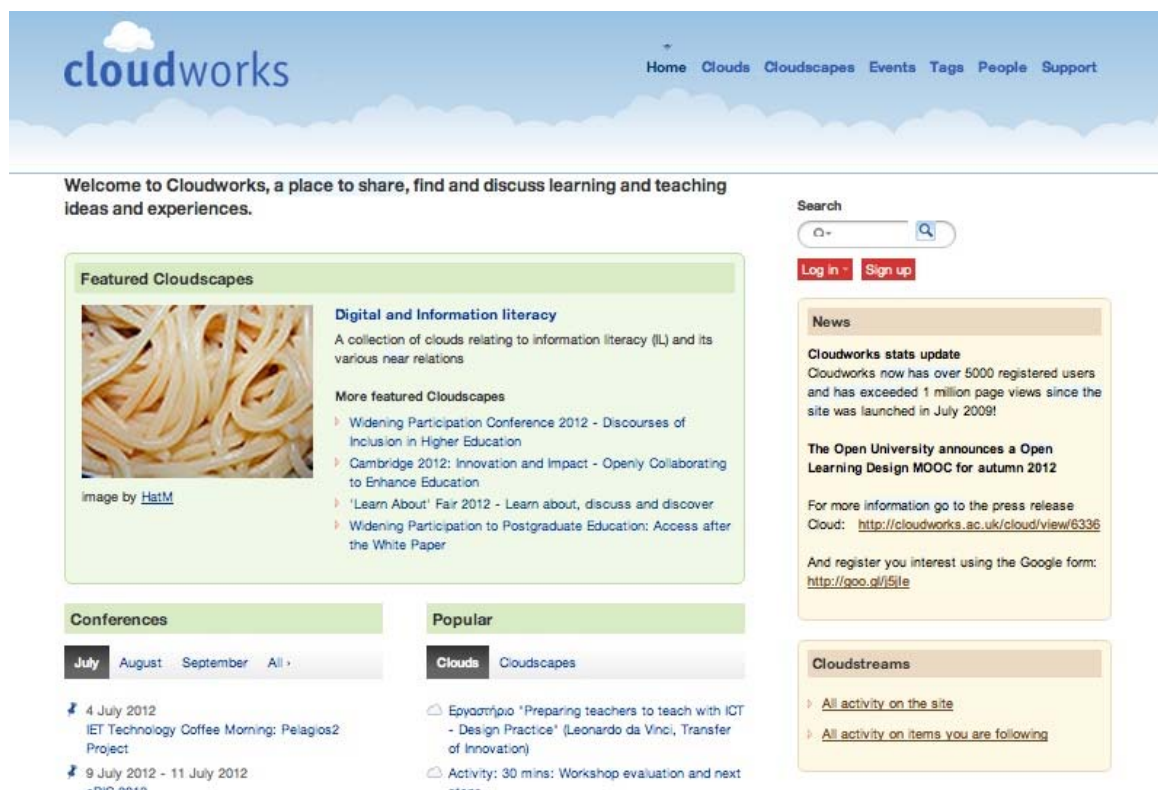 cloudworks
Home Clouds Cloudscapes Events Tags People Support
Welcome to Cloudworks, a place to share, find and discuss learning and teaching
ideas and experiences.
Featured Cloudscapes
image by HatM
Digital and Information literacy
A collection of clouds relating to information literacy (IL) and its
various near relations
More featured Cloudscapes
Widening Participation Conference 2012 - Discourses of
Inclusion in Higher Education
Cambridge 2012: Innovation and Impact - Openly Collaborating
to Enhance Education
'Learn About' Fair 2012 - Learn about, discuss and discover
Widening Participation to Postgraduate Education: Access after
the White Paper
Conferences
July August September All ›
4 July 2012
IET Technology Coffee Morning: Pelagios2
Project
9 July 2012 - 11 July 2012
Popular
Clouds Cloudscapes
Εργαστήριο "Preparing teachers to teach with ICT
- Design Practice" (Leonardo da Vinci, Transfer
of Innovation)
Activity: 30 mins: Workshop evaluation and next
Search
Log in Sign up
News
Cloudworks stats update
Cloudworks now has over 5000 registered users
and has exceeded 1 million page views since the
site was launched in July 2009!
The Open University announces a Open
Learning Design MOOC for autumn 2012
For more information go to the press release
Cloud: http://cloudworks.ac.uk/cloud/view/6336
And register you interest using the Google form:
http://goo.gl/j5jIe
Cloudstreams
All activity on the site
All activity on items you are following